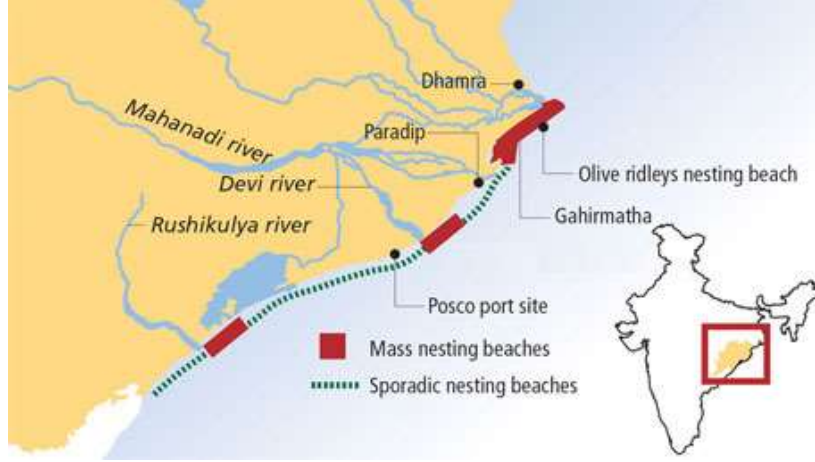 Dhamra
Mahanadi river
Paradip
Olive ridleys nesting beach
Devi river
Gahirmatha
Rushikulya river
Posco port site
Mass nesting beaches
Sporadic nesting beaches